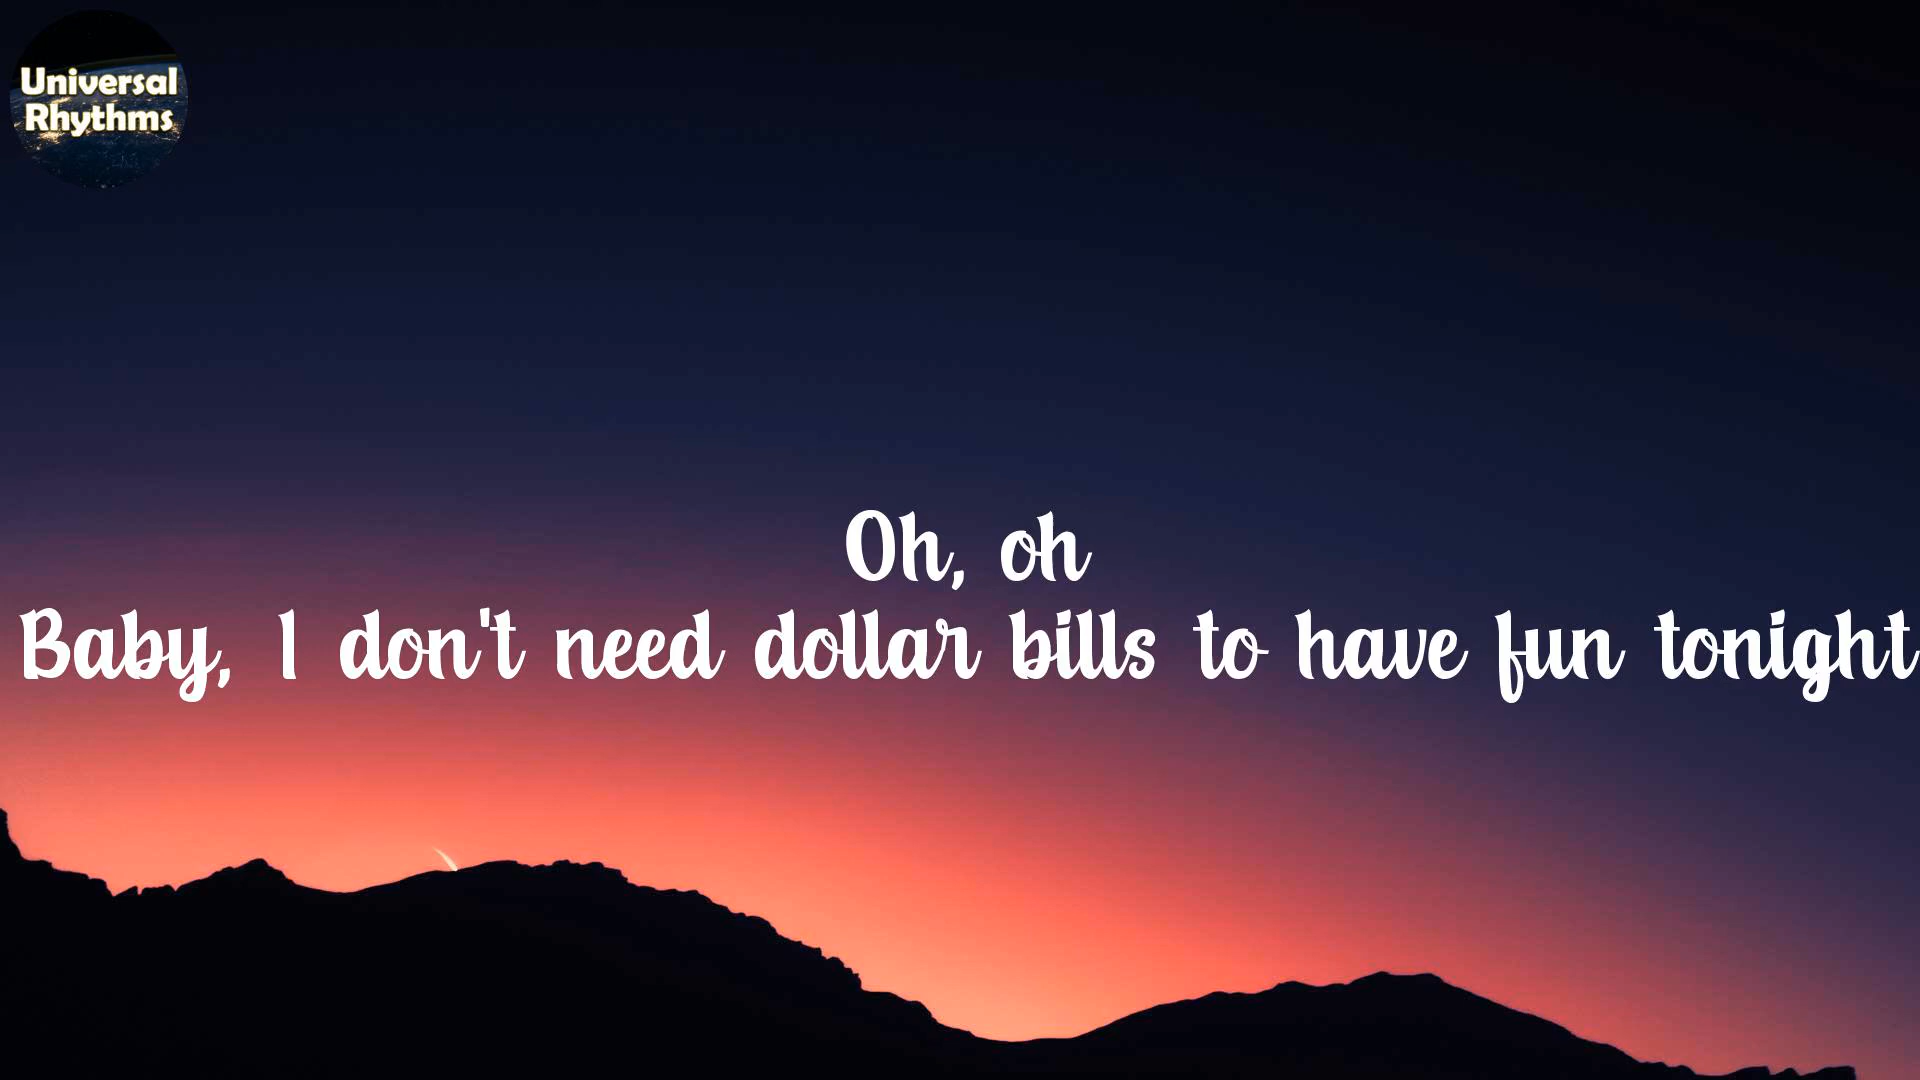 Universal
Rhythms
Oh, oh
Baby, I don't need dollar bills to have fun tonight